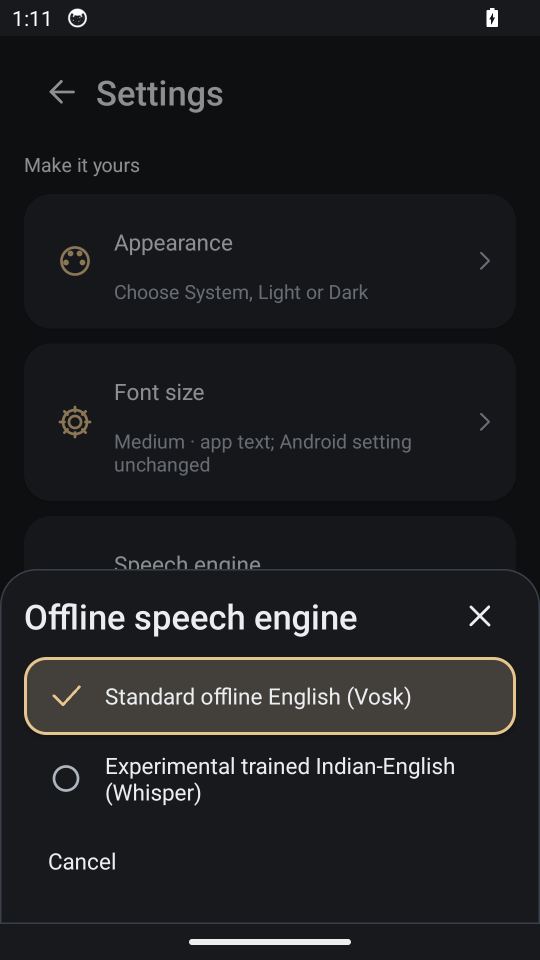 1:11
Settings
Make it yours
Appearance
Choose System, Light or Dark
Font size
Medium · app text; Android setting
unchanged
Speech engine
Offline speech engine
Standard offline English (Vosk)
Experimental trained Indian-English
(Whisper)
Cancel